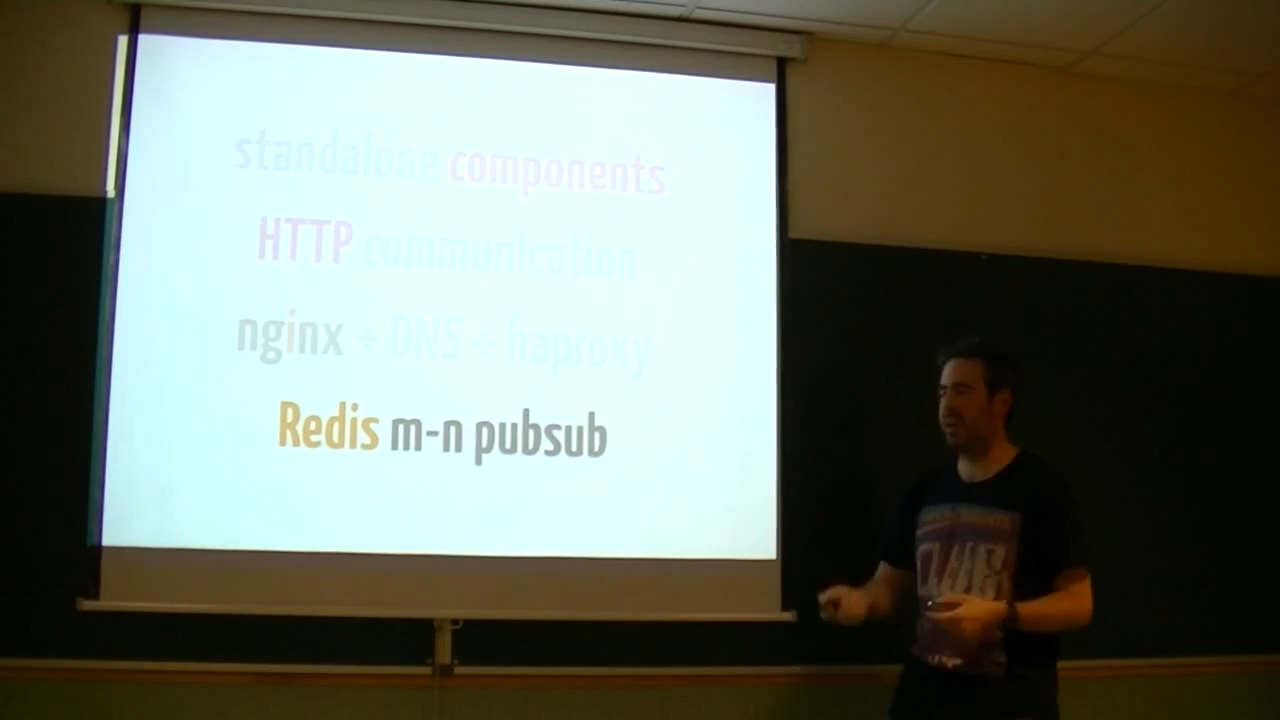 standalone components
HTTP communication
nginx + DNS + haproxy
Redis m-n pubsub